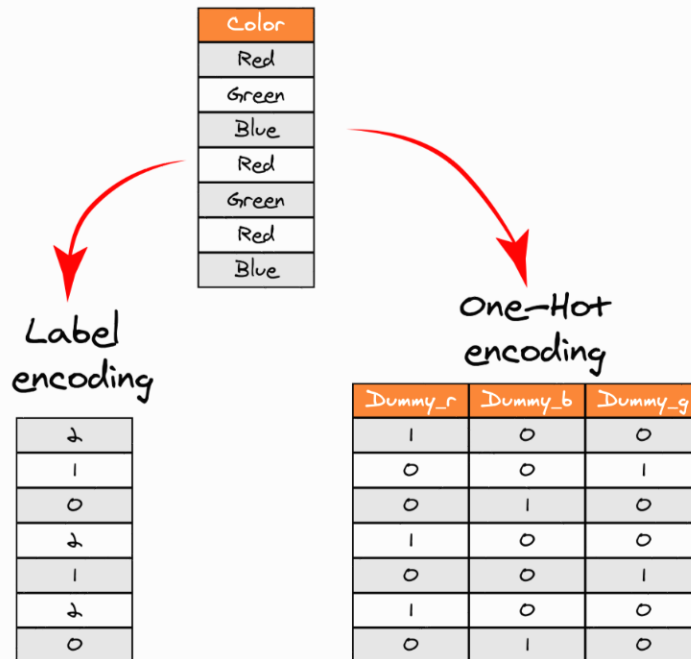 Color
Red
Green
Blue
Red
Green
Red
Blue
Label
encoding
2
1
0
2
1
2
0
One-Hot
encoding
Dummy_r Dummy_b Dummy_g
1 0 0
0 0 1
0 1 0
1 0 0
0 0 1
1 0 0
0 1 0